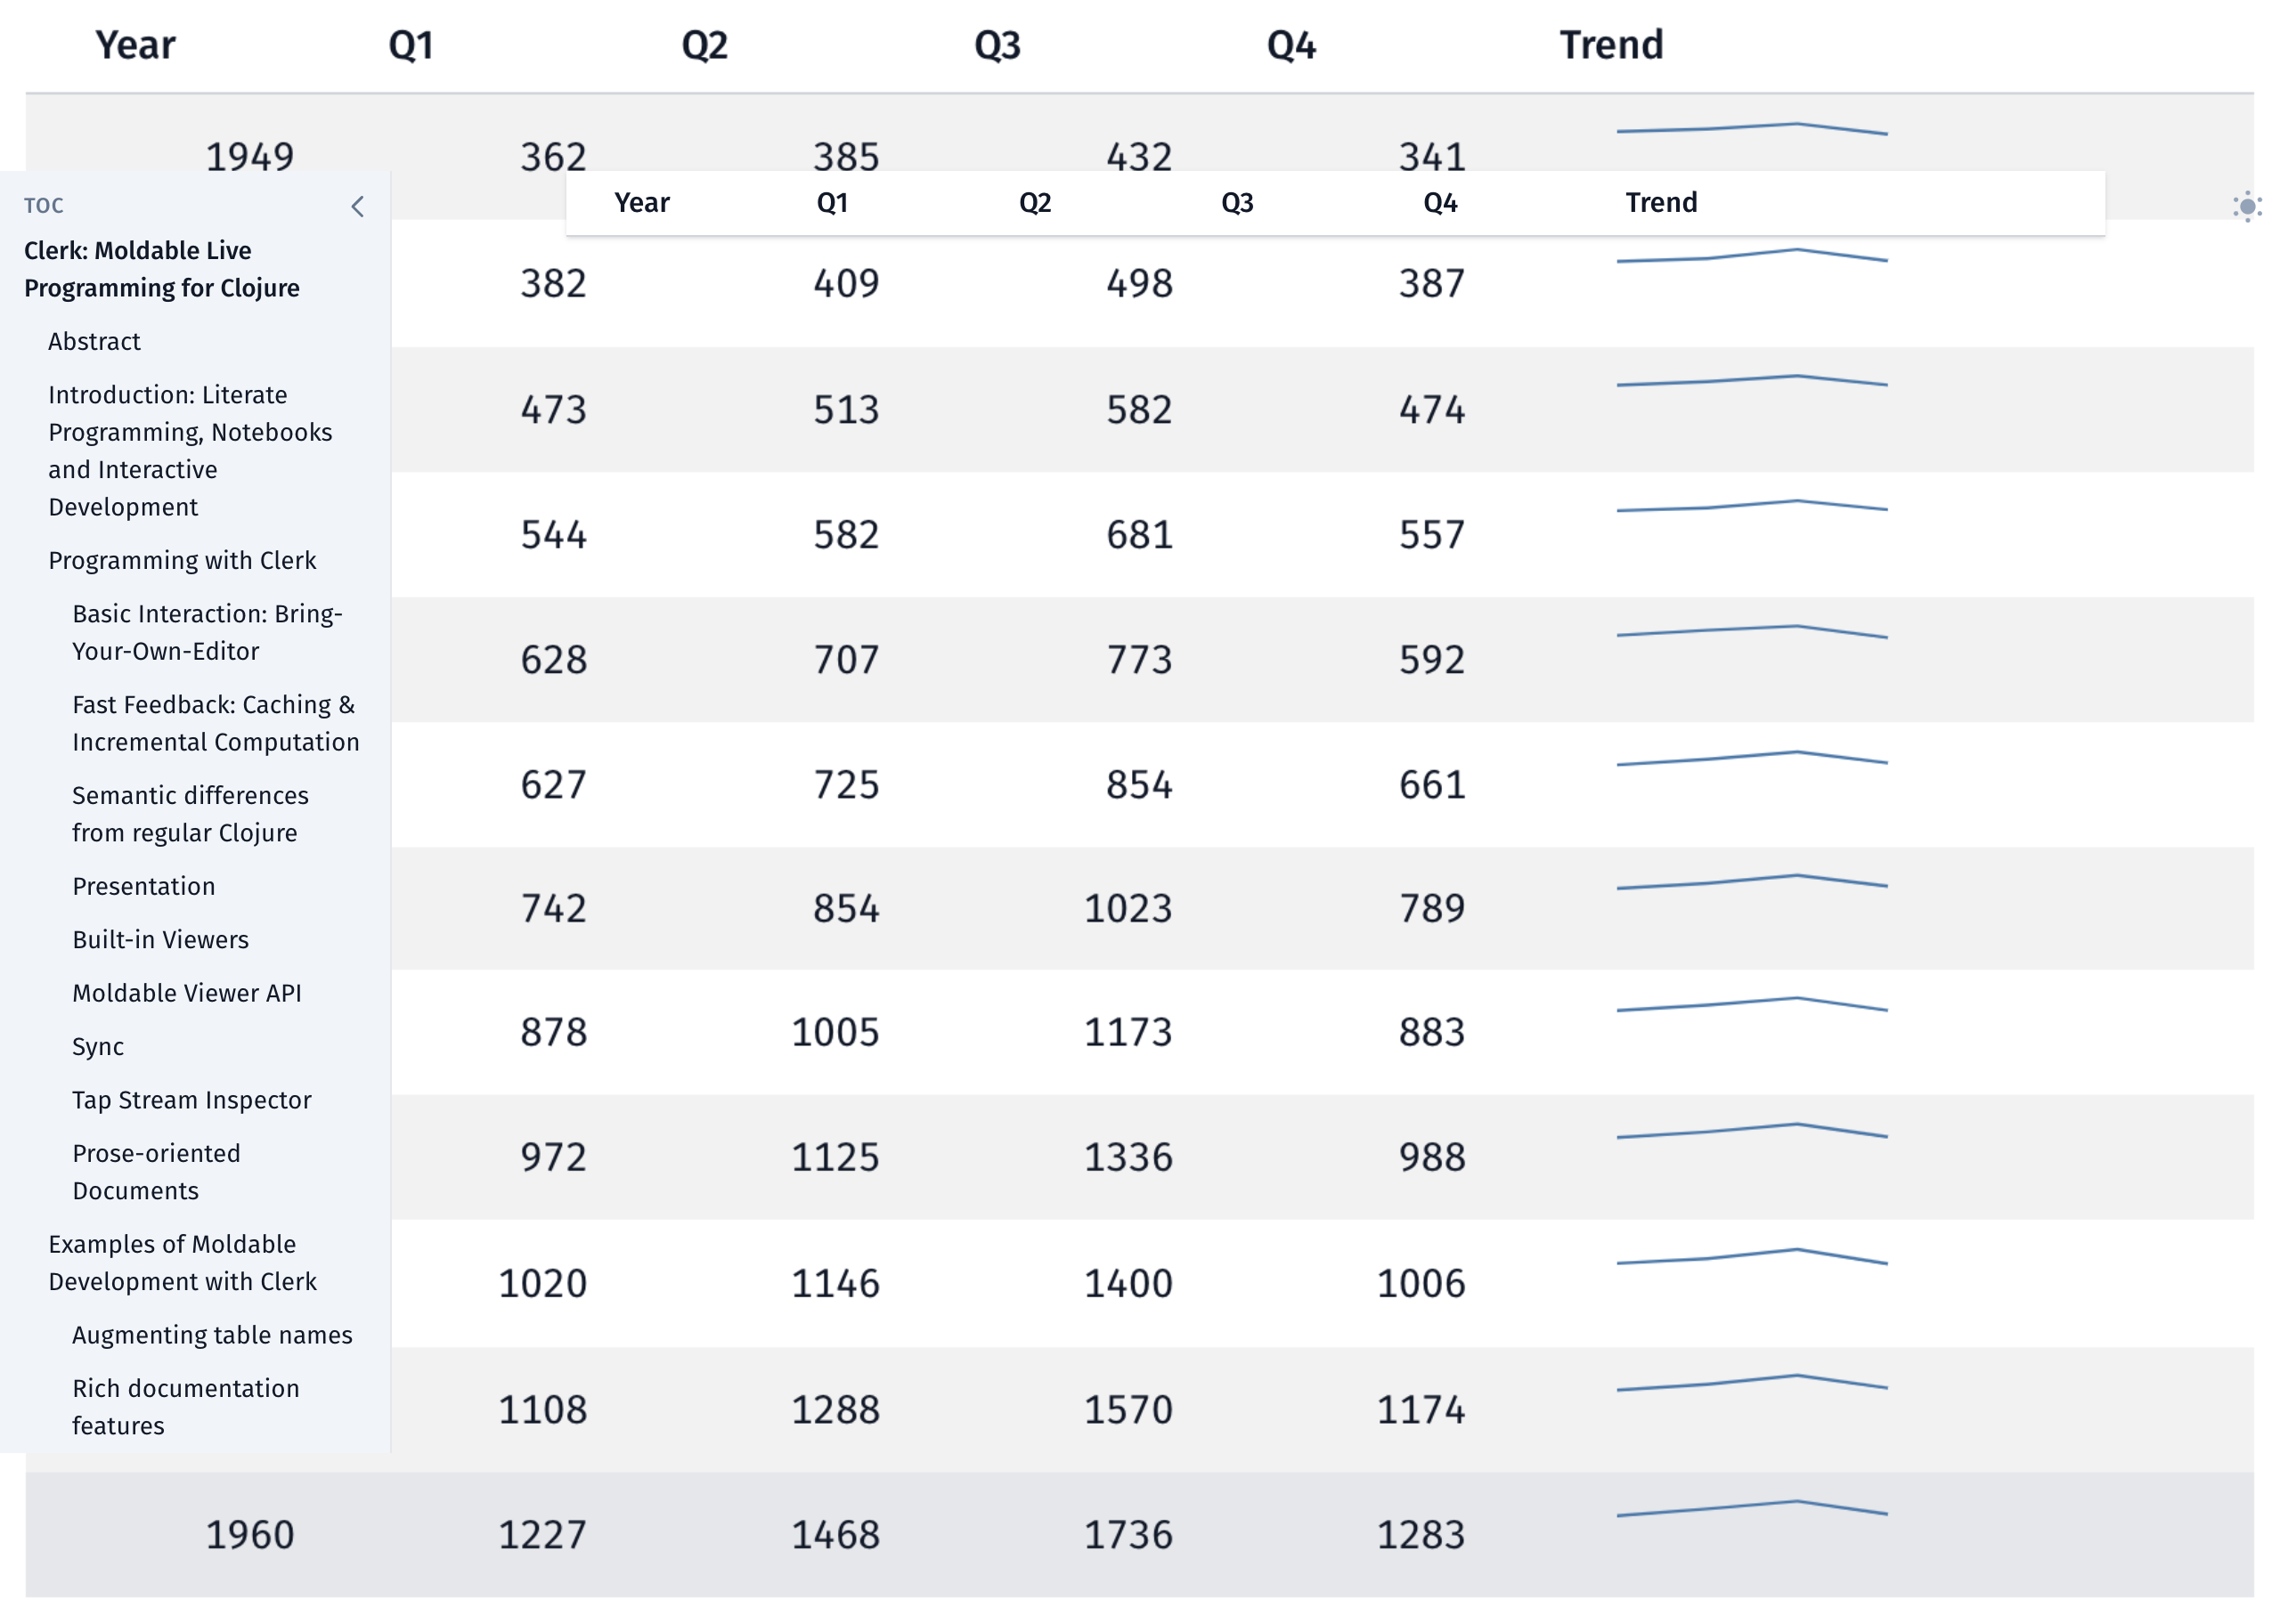 Year Q1 Q2 Q3 Q4 Trend
1949 362 385 432 341
Year Q1 Q2 Q3 Q4 Trend
TOC
Clerk: Moldable Live
Programming for Clojure
Abstract
Introduction: Literate
Programming, Notebooks
and Interactive
Development
Programming with Clerk
Basic Interaction: Bring-
Your-Own-Editor
Fast Feedback: Caching &
Incremental Computation
Semantic differences
from regular Clojure
Presentation
Built-in Viewers
Moldable Viewer API
Sync
Tap Stream Inspector
Prose-oriented
Documents
Examples of Moldable
Development with Clerk
Augmenting table names
Rich documentation
features
382 409 498 387
473 513 582 474
544 582 681 557
628 707 773 592
627 725 854 661
742 854 1023 789
878 1005 1173 883
972 1125 1336 988
1020 1146 1400 1006
1108 1288 1570 1174
1960 1227 1468 1736 1283